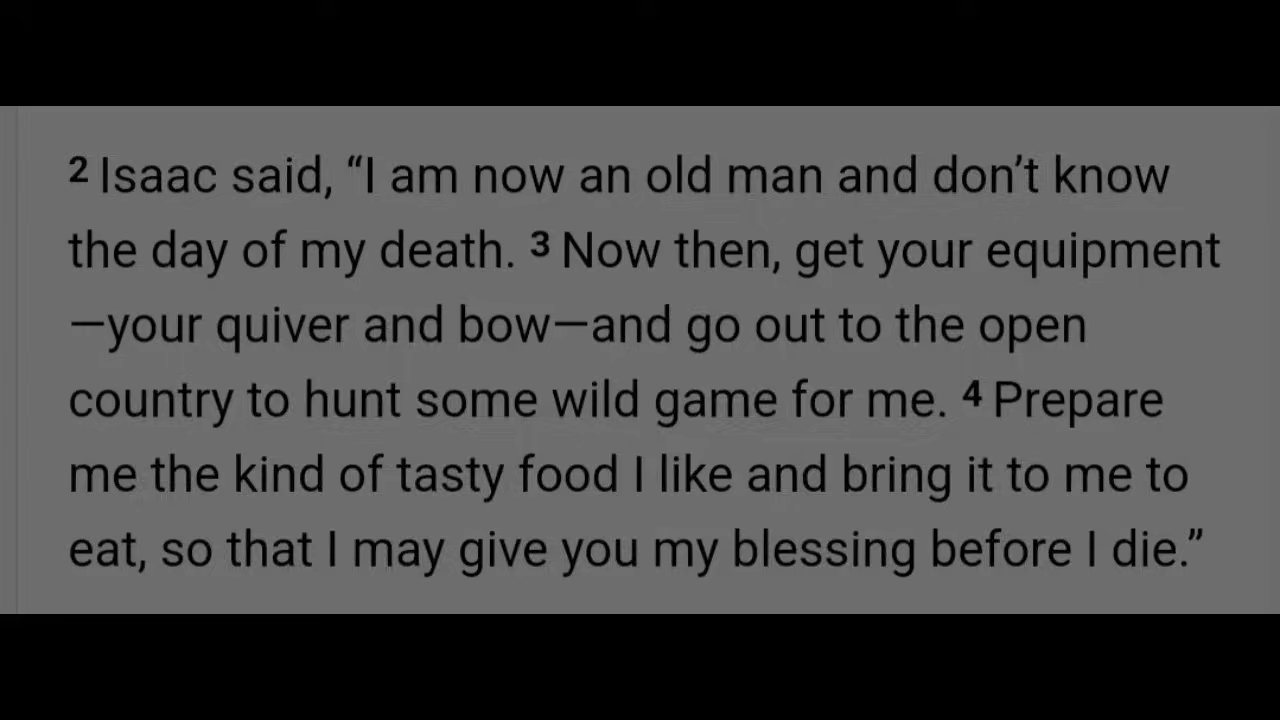 2 Isaac said, “I am now an old man and don’t know
the day of my death. 3 Now then, get your equipment
—your quiver and bow—and go out to the open
country to hunt some wild game for me. 4 Prepare
me the kind of tasty food I like and bring it to me to
eat, so that I may give you my blessing before I die.”